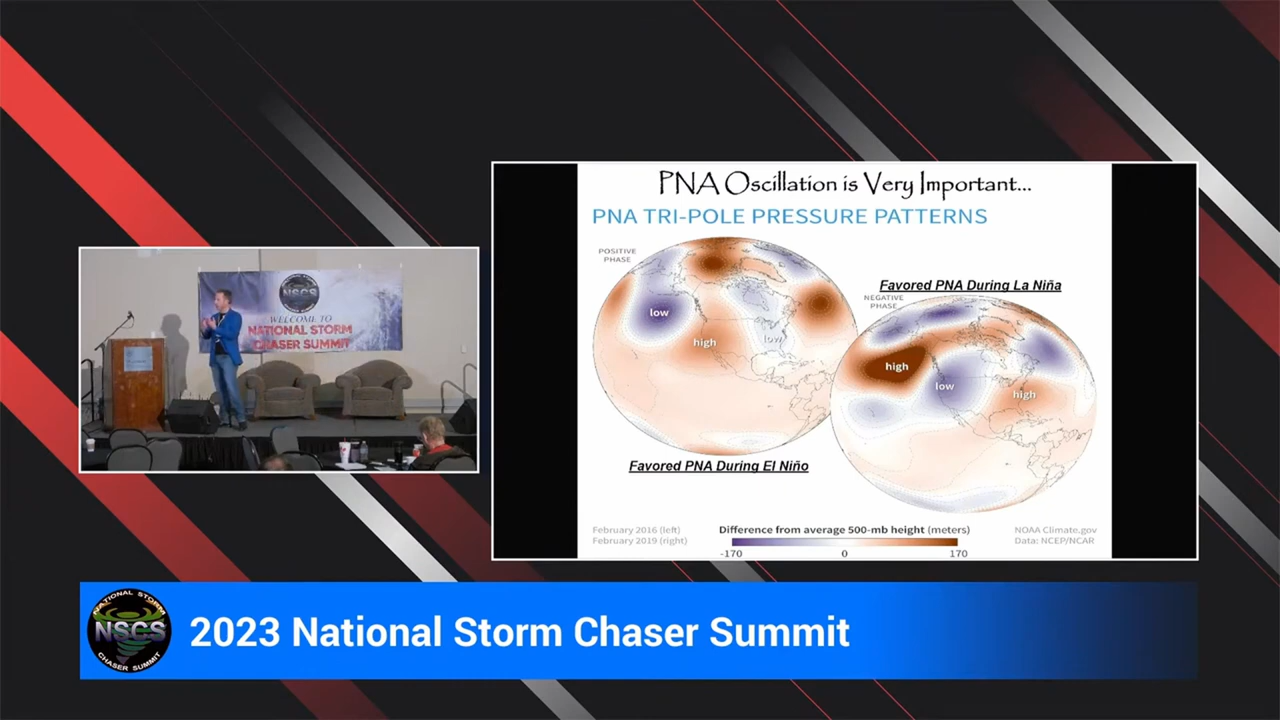 PNA Oscillation is Very Important...
PNA TRI-POLE PRESSURE PATTERNS
POSITIVE
PHASE
low
high
low
Favored PNA During El Niño
Favored PNA During La Niña
NEGATIVE
PHASE
high
low
high
February 2016 (left)
February 2019 (right)
Difference from average 500-mb height (meters)
-170
0
170
NOAA Climate.gov
Data: NCEP/NCAR
NSCS
WELCOME TO
NATIONAL STORM
CHASER SUMMIT
NATIONAL STORM
NSCS
CHASER SUMMIT
2023 National Storm Chaser Summit